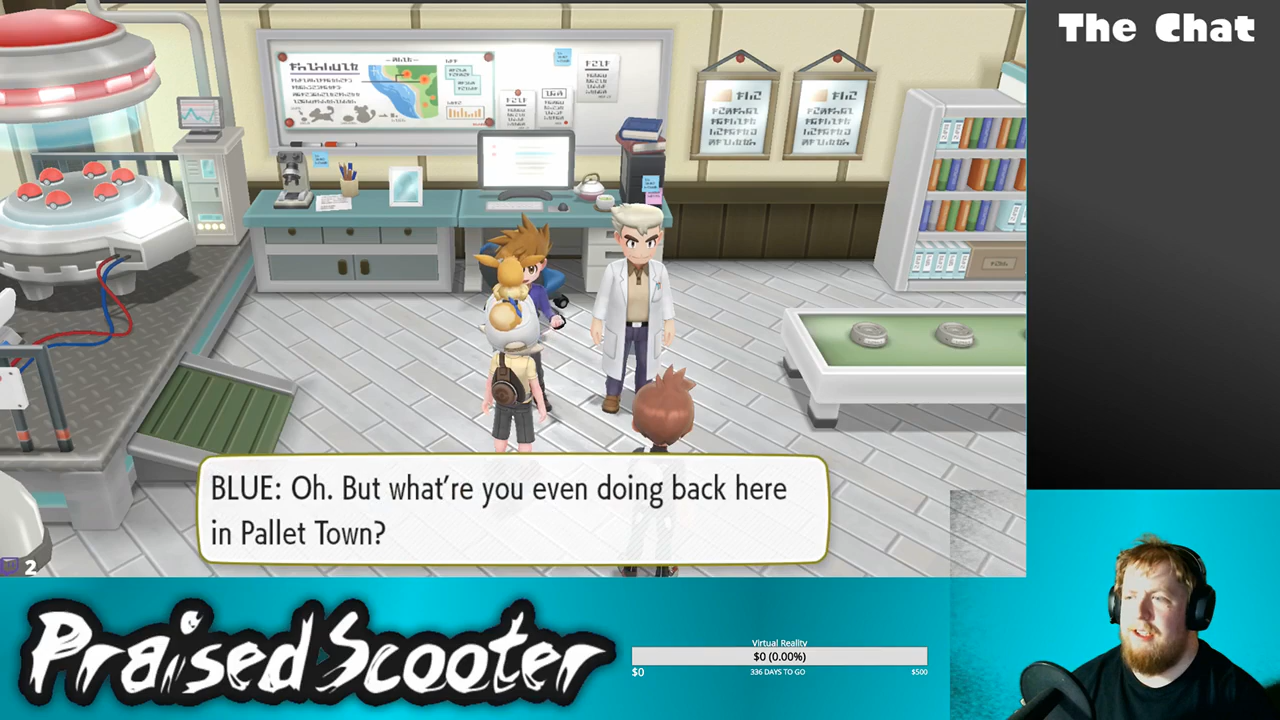 The Chat
BLUE: Oh. But what're you even doing back here
in Pallet Town?
2
PraisedScooter
Virtual Reality
$0 (0.00%)
$0
336 DAYS TO GO
$500